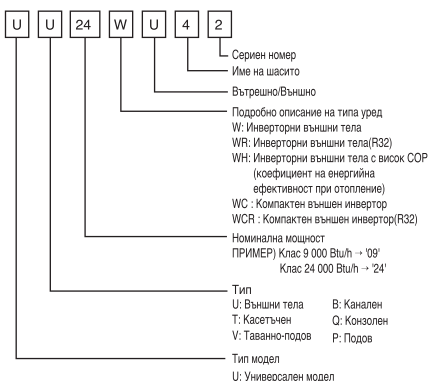 U U 24 W U 4 2
Сериен номер
Име на шасито
Вътрешно/Външно
Подробно описание на типа уред
W: Инверторни външни тела
WR: Инверторни външни тела(R32)
WH: Инверторни външни тела с висок COP
(коефициент на енергийна
ефективност при отопление)
WC : Компактен външен инвертор
WCR : Компактен външен инвертор(R32)
Номинална мощност
ПРИМЕР) Клас 9 000 Btu/h → '09'
Клас 24 000 Btu/h → '24'
Тип
U: Външни тела B: Канален
T: Касетъчен Q: Конзолен
V: Таванно-подов P: Подов
Тип модел
U: Универсален модел